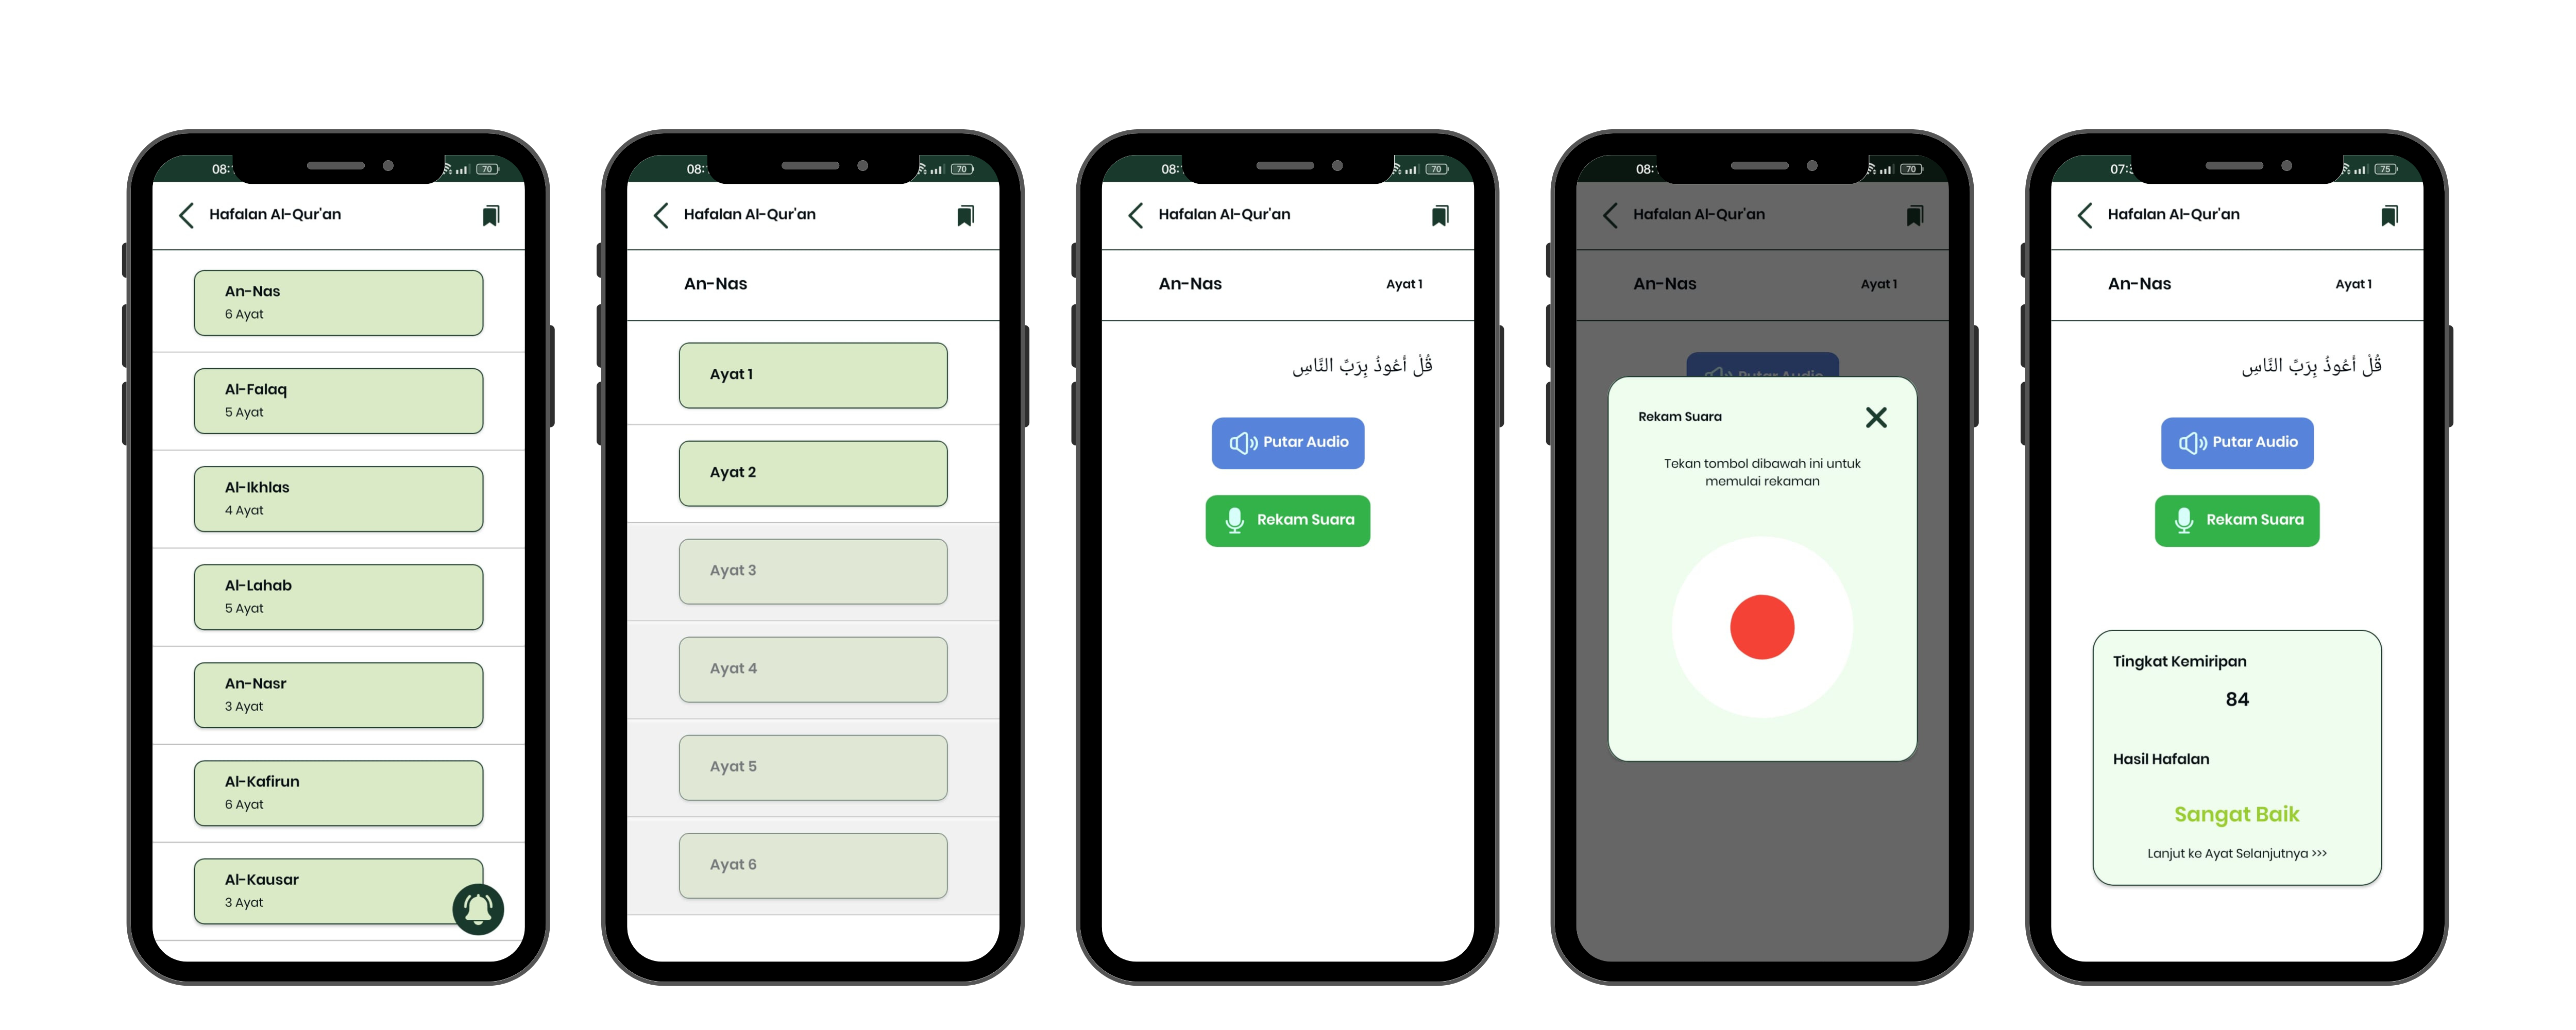 08:
70
Hafalan Al-Qur'an
An-Nas
6 Ayat
Al-Falaq
5 Ayat
Al-Ikhlas
4 Ayat
Al-Lahab
5 Ayat
An-Nasr
3 Ayat
Al-Kafirun
6 Ayat
Al-Kausar
3 Ayat
08:
70
Hafalan Al-Qur'an
An-Nas
Ayat 1
Ayat 2
Ayat 3
Ayat 4
Ayat 5
Ayat 6
08:
70
Hafalan Al-Qur'an
An-Nas Ayat 1
قُلْ أَعُوذُ بِرَبِّ النَّاسِ
Putar Audio
Rekam Suara
08:
70
Hafalan Al-Qur'an
An-Nas Ayat 1
Putar Audio
Rekam Suara
Tekan tombol dibawah ini untuk
memulai rekaman
07:
75
Hafalan Al-Qur'an
An-Nas Ayat 1
قُلْ أَعُوذُ بِرَبِّ النَّاسِ
Putar Audio
Rekam Suara
Tingkat Kemiripan
84
Hasil Hafalan
Sangat Baik
Lanjut ke Ayat Selanjutnya >>>